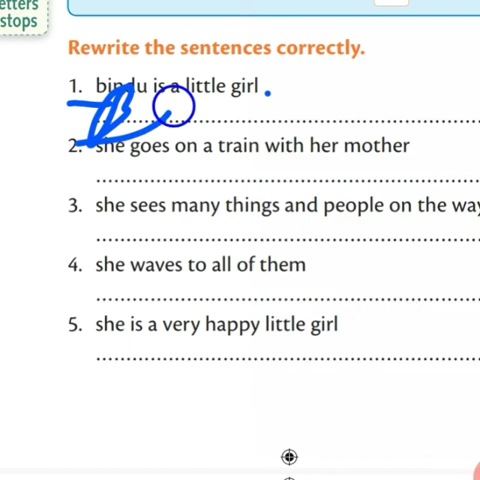 etters
stops
Rewrite the sentences correctly.
1. bindu is a little girl .
2. she goes on a train with her mother
3. she sees many things and people on the way
4. she waves to all of them
5. she is a very happy little girl